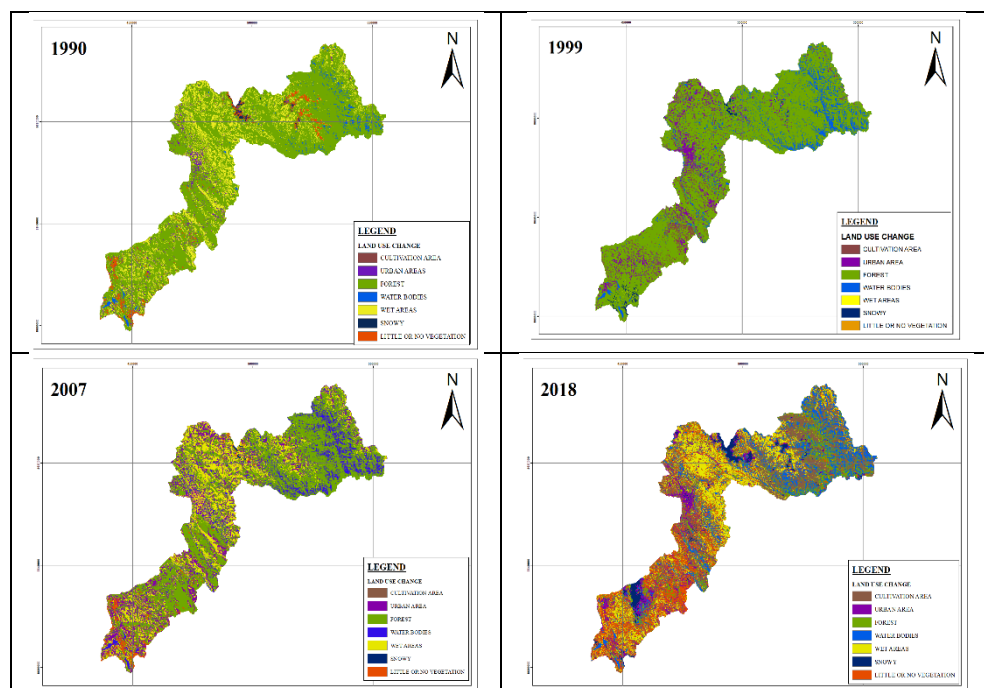 1990
N
LEGEND
LAND USE CHANGE
CULTIVATION AREA
URBAN AREAS
FOREST
WATER BODIES
WET AREAS
SNOWY
LITTLE OR NO VEGETATION
1999
N
LEGEND
LAND USE CHANGE
CULTIVATION AREA
URBAN AREA
FOREST
WATER BODIES
WET AREAS
SNOWY
LITTLE OR NO VEGETATION
2007
N
LEGEND
LAND USE CHANGE
CULTIVATION AREA
URBAN AREA
FOREST
WATER BODIES
WET AREAS
SNOWY
LITTLE OR NO VEGETATION
2018
N
LEGEND
LAND USE CHANGE
CULTIVATION AREA
URBAN AREA
FOREST
WATER BODIES
WET AREAS
SNOWY
LITTLE OR NO VEGETATION